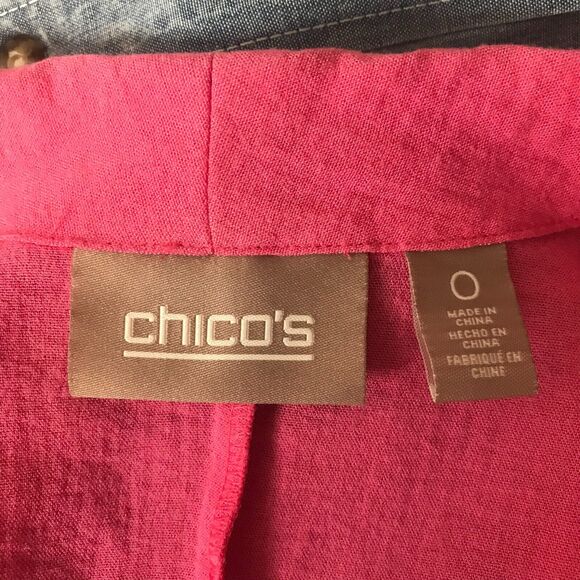 chico's
0
MADE IN
CHINA
HECHO EN
CHINA
FABRIQUÉ EN
CHINE